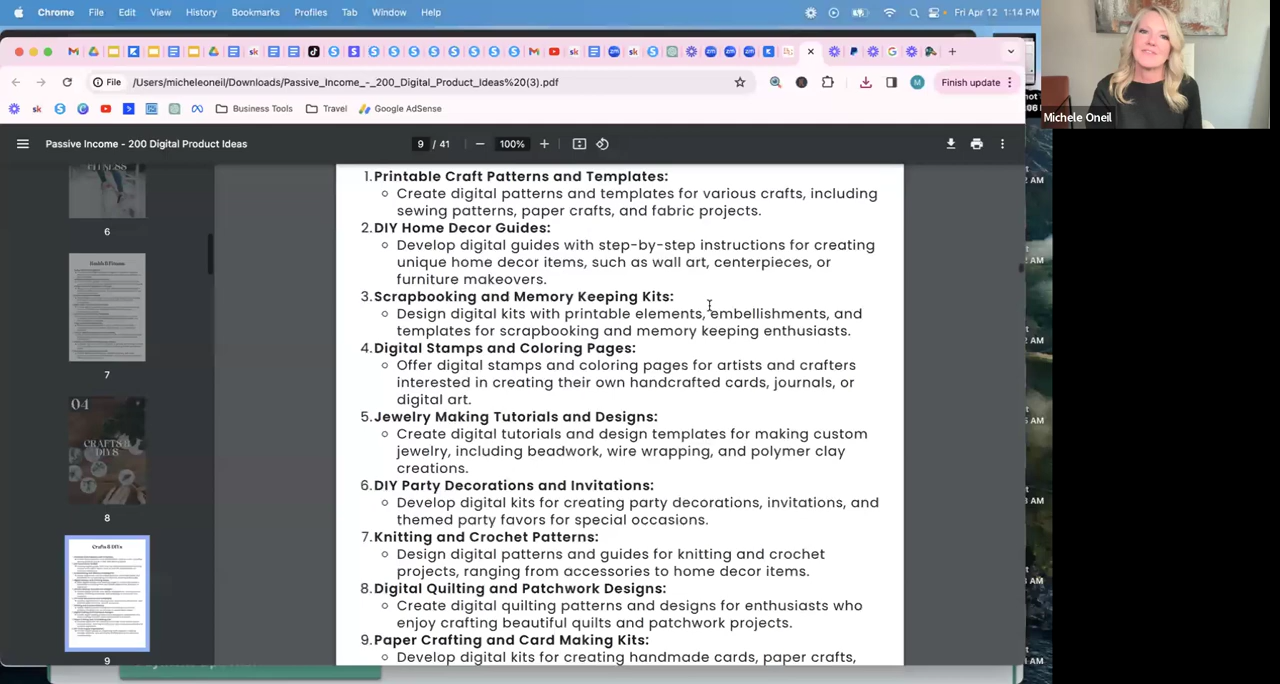 Chrome File Edit View History Bookmarks Profiles Tab Window Help
Fri Apr 12 1:14 PM
File /Users/micheleoneil/Downloads/Passive_Income_-_200_Digital_Product_Ideas%20(3).pdf
Finish update
Business Tools Travel Google AdSense
Michele Oneil
Passive Income - 200 Digital Product Ideas
9 / 41
100%
FITNESS
6
7
04
CRAFTS &
DIYS
8
Crafts & DIYs
9
1. Printable Craft Patterns and Templates:
Create digital patterns and templates for various crafts, including
sewing patterns, paper crafts, and fabric projects.
2. DIY Home Decor Guides:
Develop digital guides with step-by-step instructions for creating
unique home decor items, such as wall art, centerpieces, or
furniture makeovers.
3. Scrapbooking and Memory Keeping Kits:
Design digital kits with printable elements, embellishments, and
templates for scrapbooking and memory keeping enthusiasts.
4. Digital Stamps and Coloring Pages:
Offer digital stamps and coloring pages for artists and crafters
interested in creating their own handcrafted cards, journals, or
digital art.
5. Jewelry Making Tutorials and Designs:
Create digital tutorials and design templates for making custom
jewelry, including beadwork, wire wrapping, and polymer clay
creations.
6. DIY Party Decorations and Invitations:
Develop digital kits for creating party decorations, invitations, and
themed party favors for special occasions.
7. Knitting and Crochet Patterns:
Design digital patterns and guides for knitting and crochet
projects, ranging from accessories to home decor items.
8. Digital Quilting and Patchwork Designs:
Create digital quilting patterns and designs for enthusiasts who
enjoy crafting beautiful quilts and patchwork projects.
9. Paper Crafting and Card Making Kits:
Develop digital kits for creating handmade cards, paper crafts,